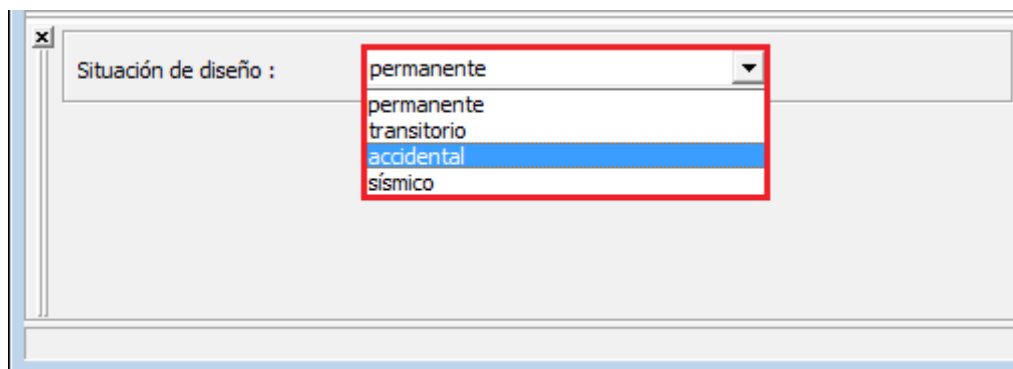 Situación de diseño :
permanente
permanente
transitorio
accidental
sísmico